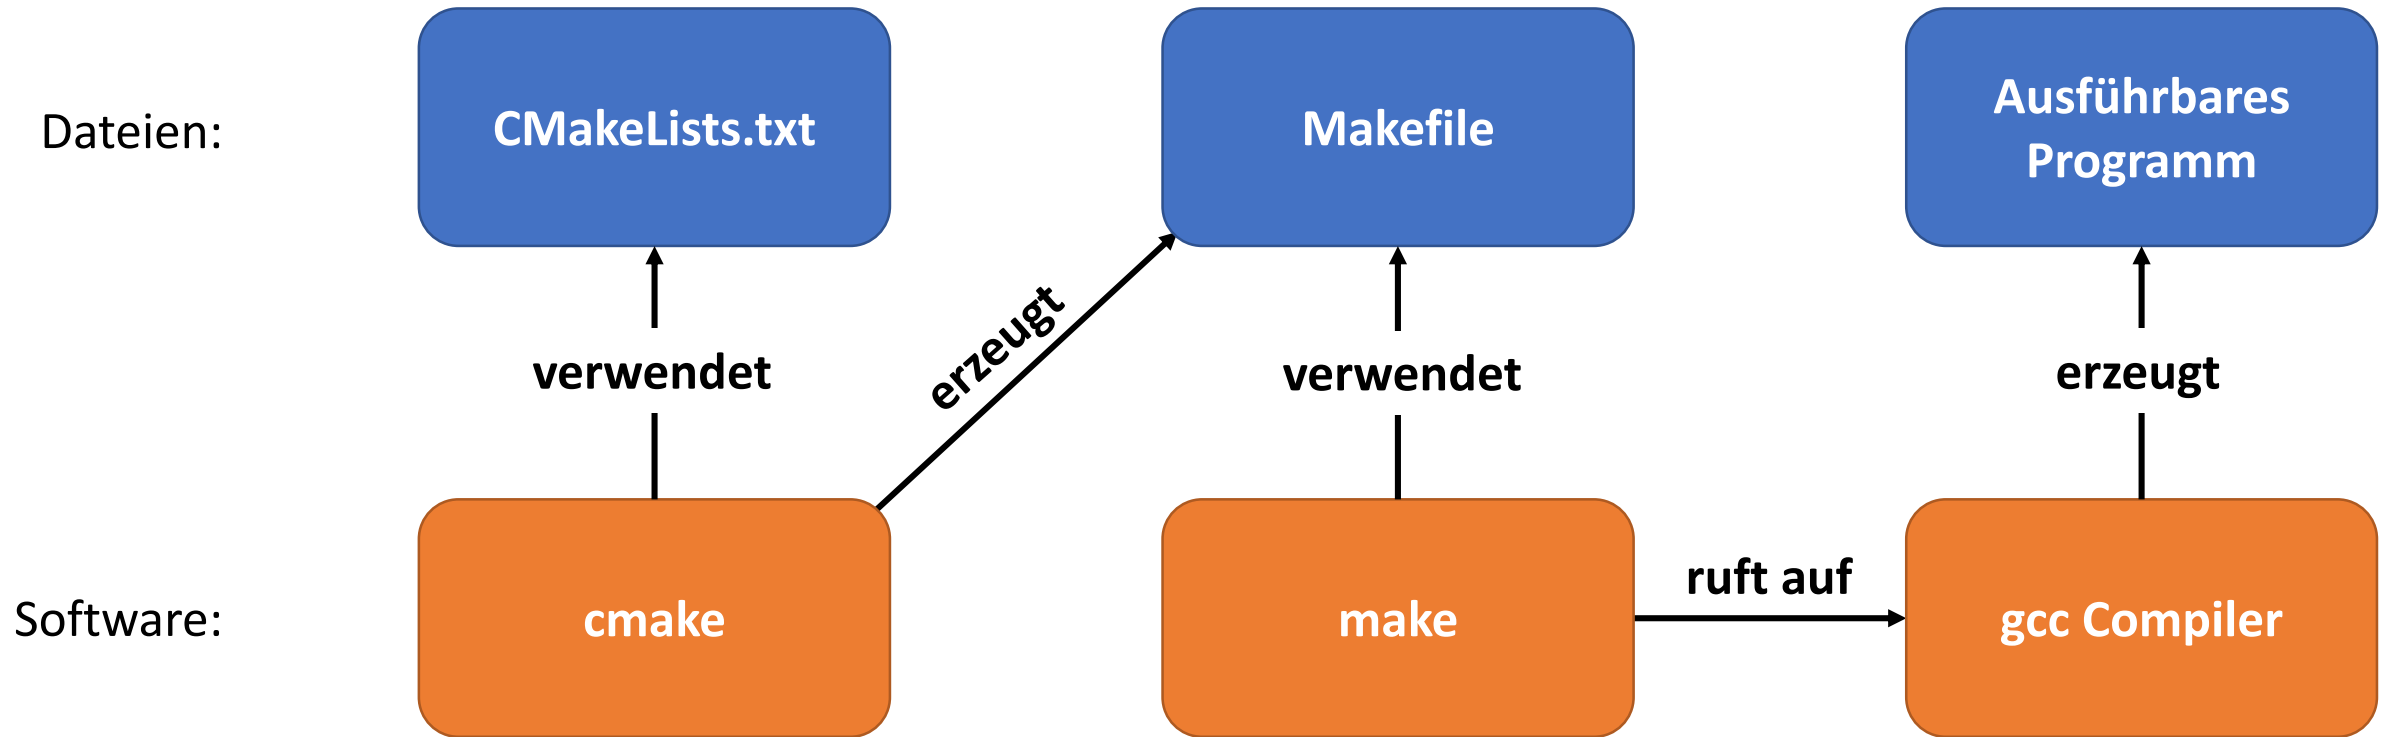 Dateien:
CMakeLists.txt
Makefile
Ausführbares
Programm
verwendet
erzeugt
verwendet
erzeugt
Software:
cmake
make
ruft auf
gcc Compiler